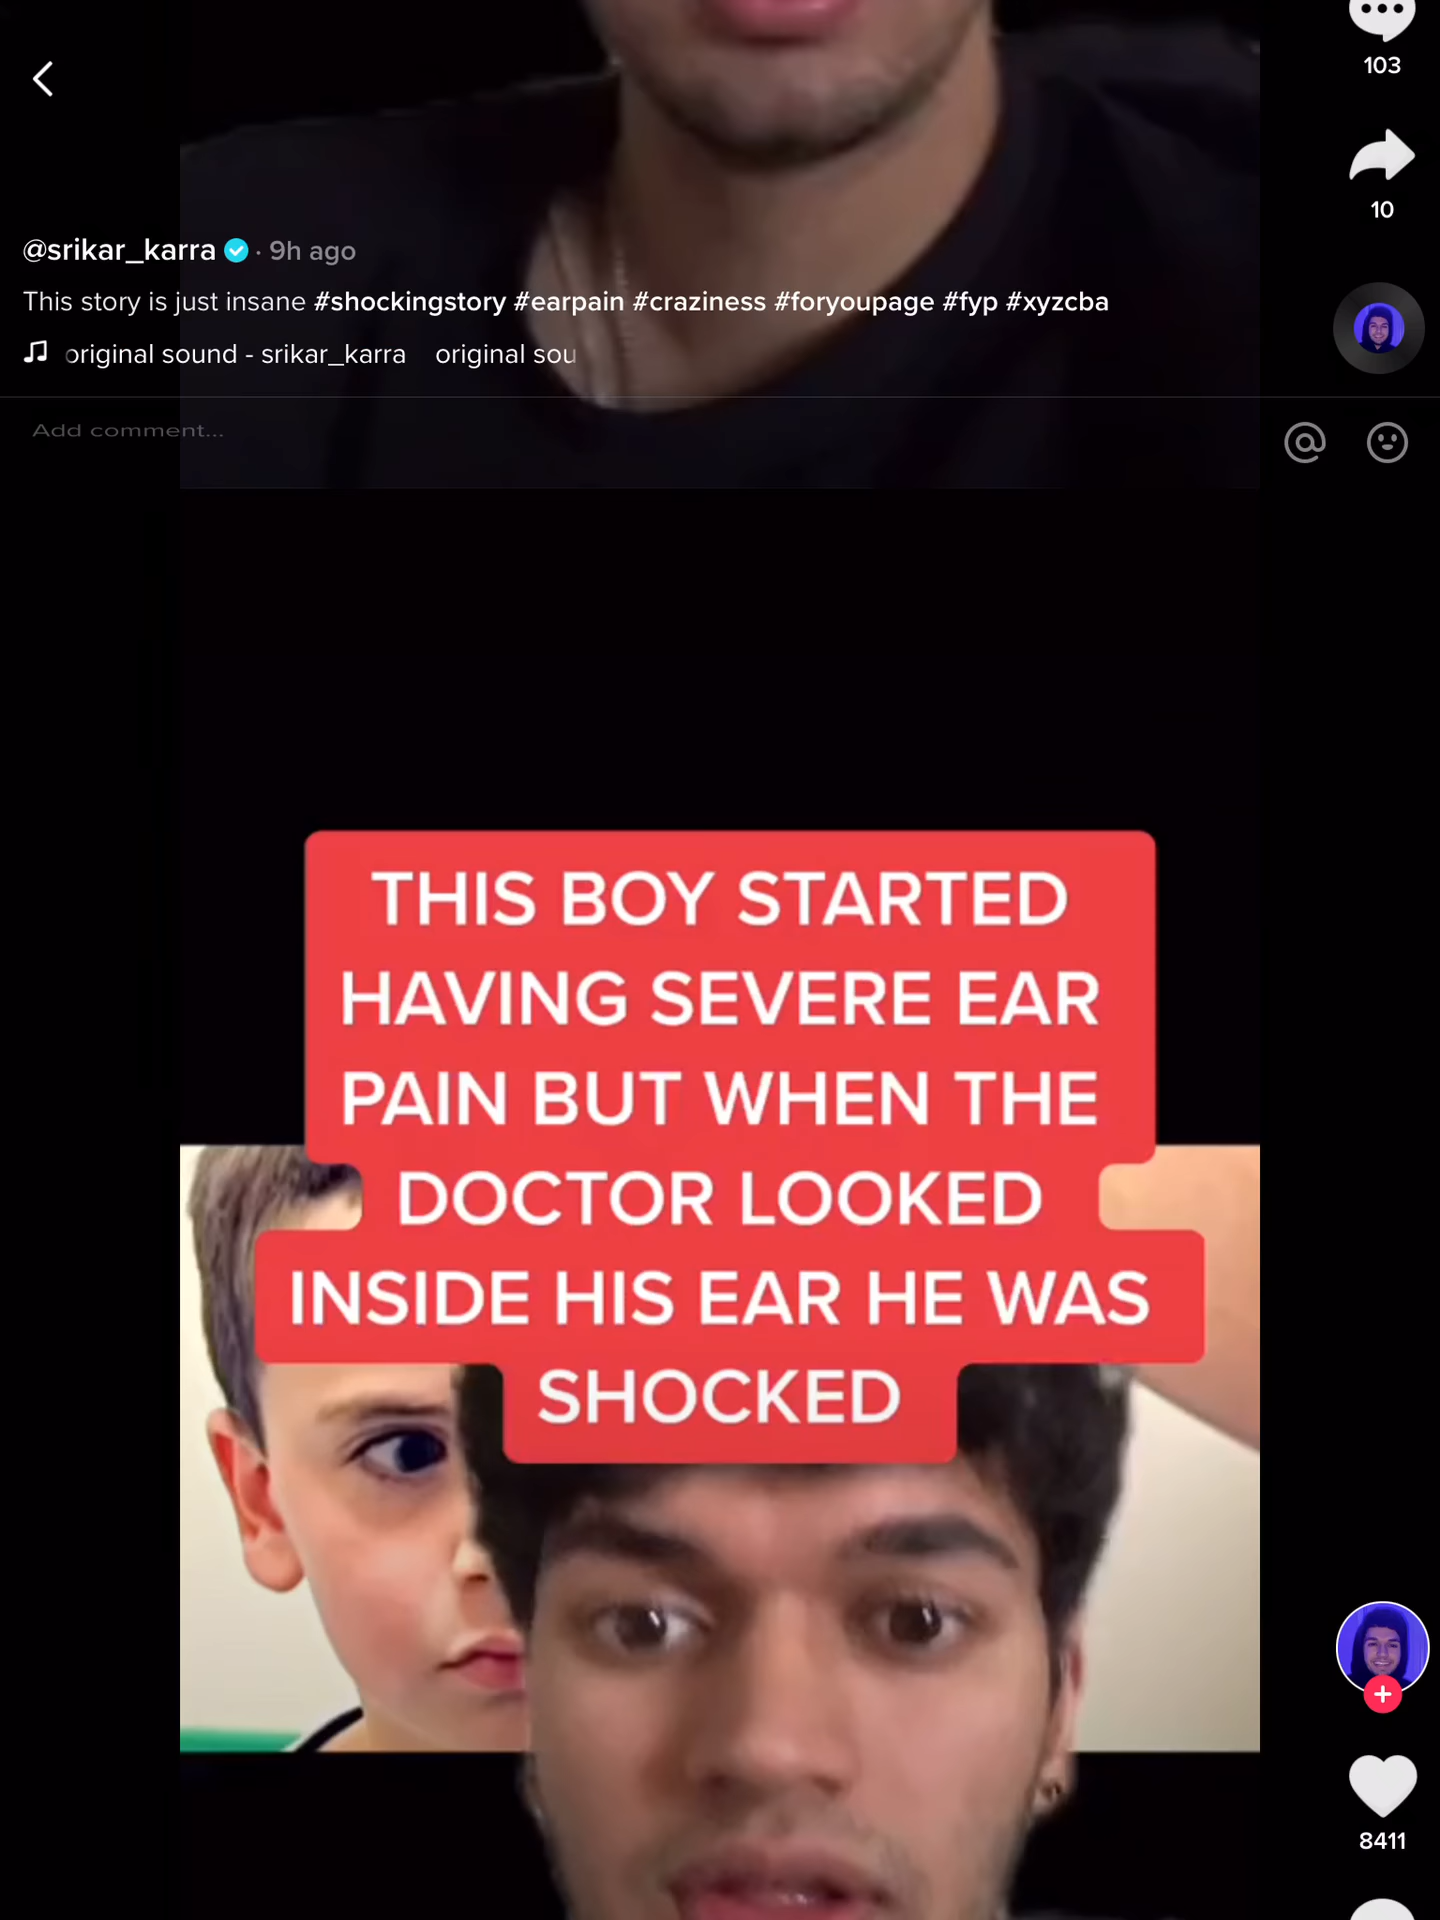 103
10
@srikar_karra · 9h ago
This story is just insane #shockingstory #earpain #craziness #foryoupage #fyp #xyzcba
original sound - srikar_karra original sou
Add comment...
THIS BOY STARTED
HAVING SEVERE EAR
PAIN BUT WHEN THE
DOCTOR LOOKED
INSIDE HIS EAR HE WAS
SHOCKED
8411